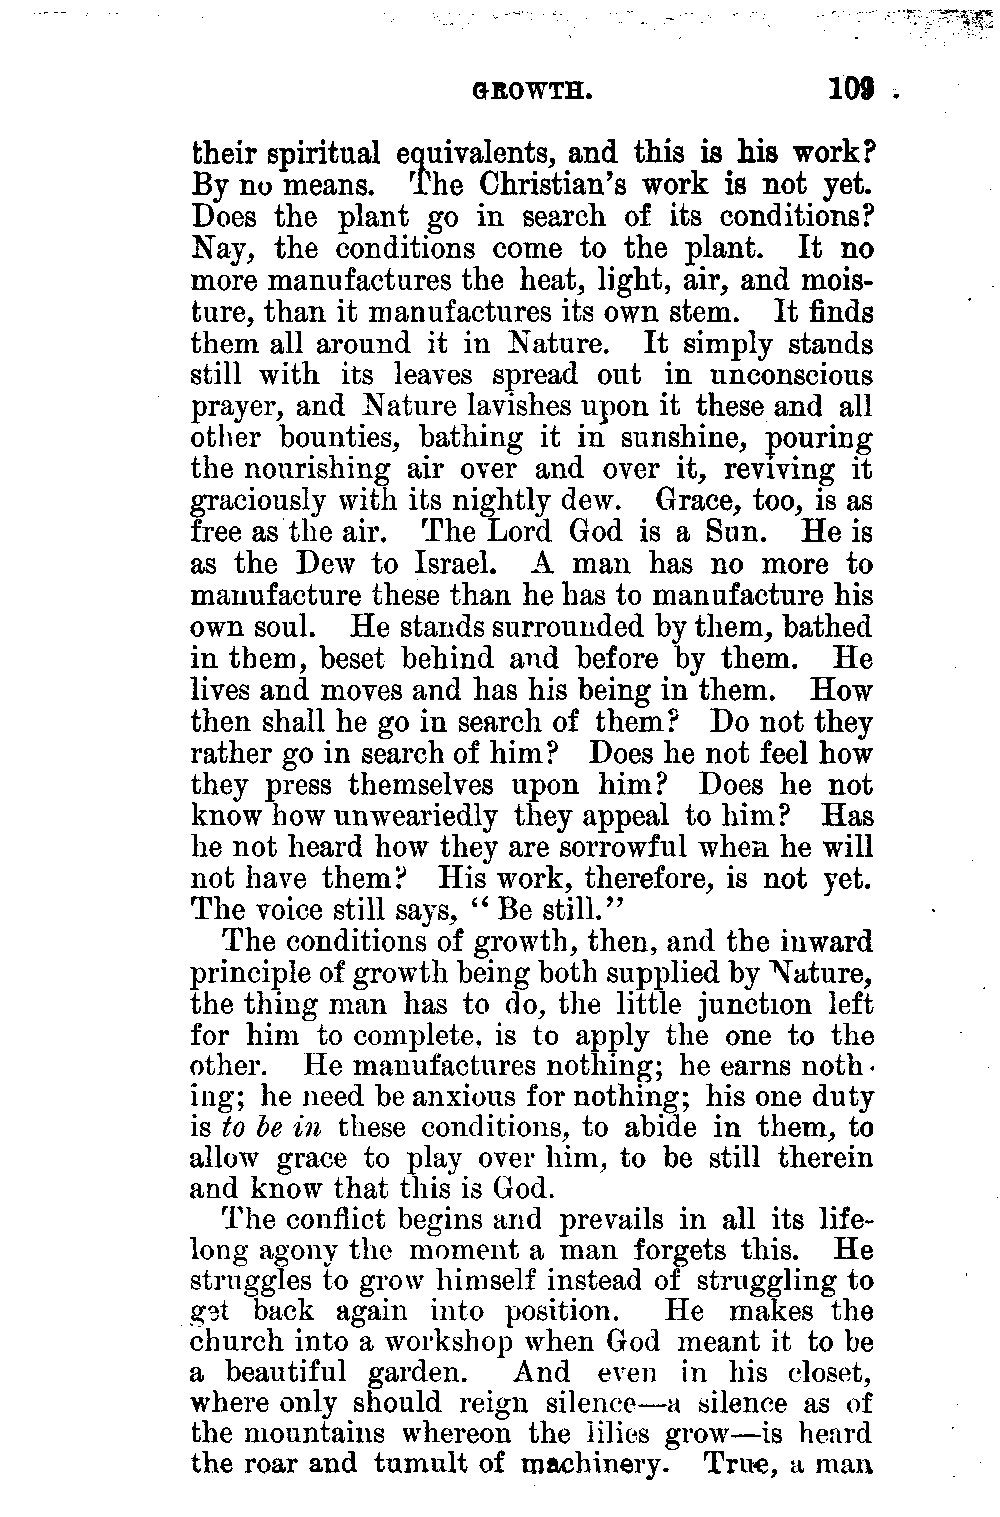 GROWTH. 109
their spiritual equivalents, and this is his work?
By no means. The Christian's work is not yet.
Does the plant go in search of its conditions?
Nay, the conditions come to the plant. It no
more manufactures the heat, light, air, and mois-
ture, than it manufactures its own stem. It finds
them all around it in Nature. It simply stands
still with its leaves spread out in unconscious
prayer, and Nature lavishes upon it these and all
other bounties, bathing it in sunshine, pouring
the nourishing air over and over it, reviving it
graciously with its nightly dew. Grace, too, is as
free as the air. The Lord God is a Sun. He is
as the Dew to Israel. A man has no more to
manufacture these than he has to manufacture his
own soul. He stands surrounded by them, bathed
in them, beset behind and before by them. He
lives and moves and has his being in them. How
then shall he go in search of them? Do not they
rather go in search of him? Does he not feel how
they press themselves upon him? Does he not
know how unweariedly they appeal to him? Has
he not heard how they are sorrowful when he will
not have them? His work, therefore, is not yet.
The voice still says, "Be still."
The conditions of growth, then, and the inward
principle of growth being both supplied by Nature,
the thing man has to do, the little junction left
for him to complete, is to apply the one to the
other. He manufactures nothing; he earns noth-
ing; he need be anxious for nothing; his one duty
is to be in these conditions, to abide in them, to
allow grace to play over him, to be still therein
and know that this is God.
The conflict begins and prevails in all its life-
long agony the moment a man forgets this. He
struggles to grow himself instead of struggling to
get back again into position. He makes the
church into a workshop when God meant it to be
a beautiful garden. And even in his closet,
where only should reign silence—a silence as of
the mountains whereon the lilies grow—is heard
the roar and tumult of machinery. True, a man